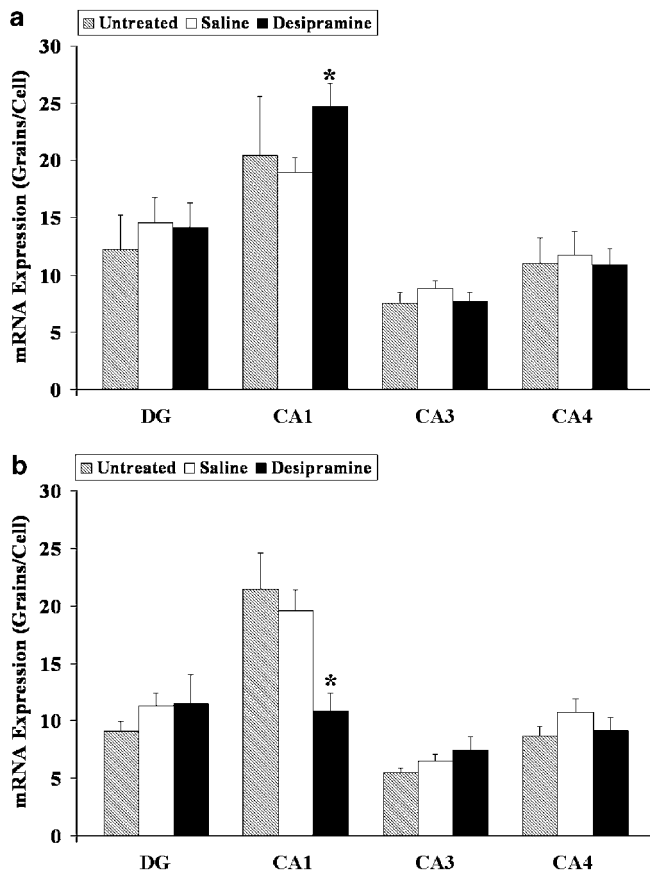 a
Untreated Saline Desipramine
mRNA Expression (Grains/Cell)
30
25
20
15
10
5
0
*
DG CA1 CA3 CA4
b
Untreated Saline Desipramine
mRNA Expression (Grains/Cell)
30
25
20
15
10
5
0
*
DG CA1 CA3 CA4